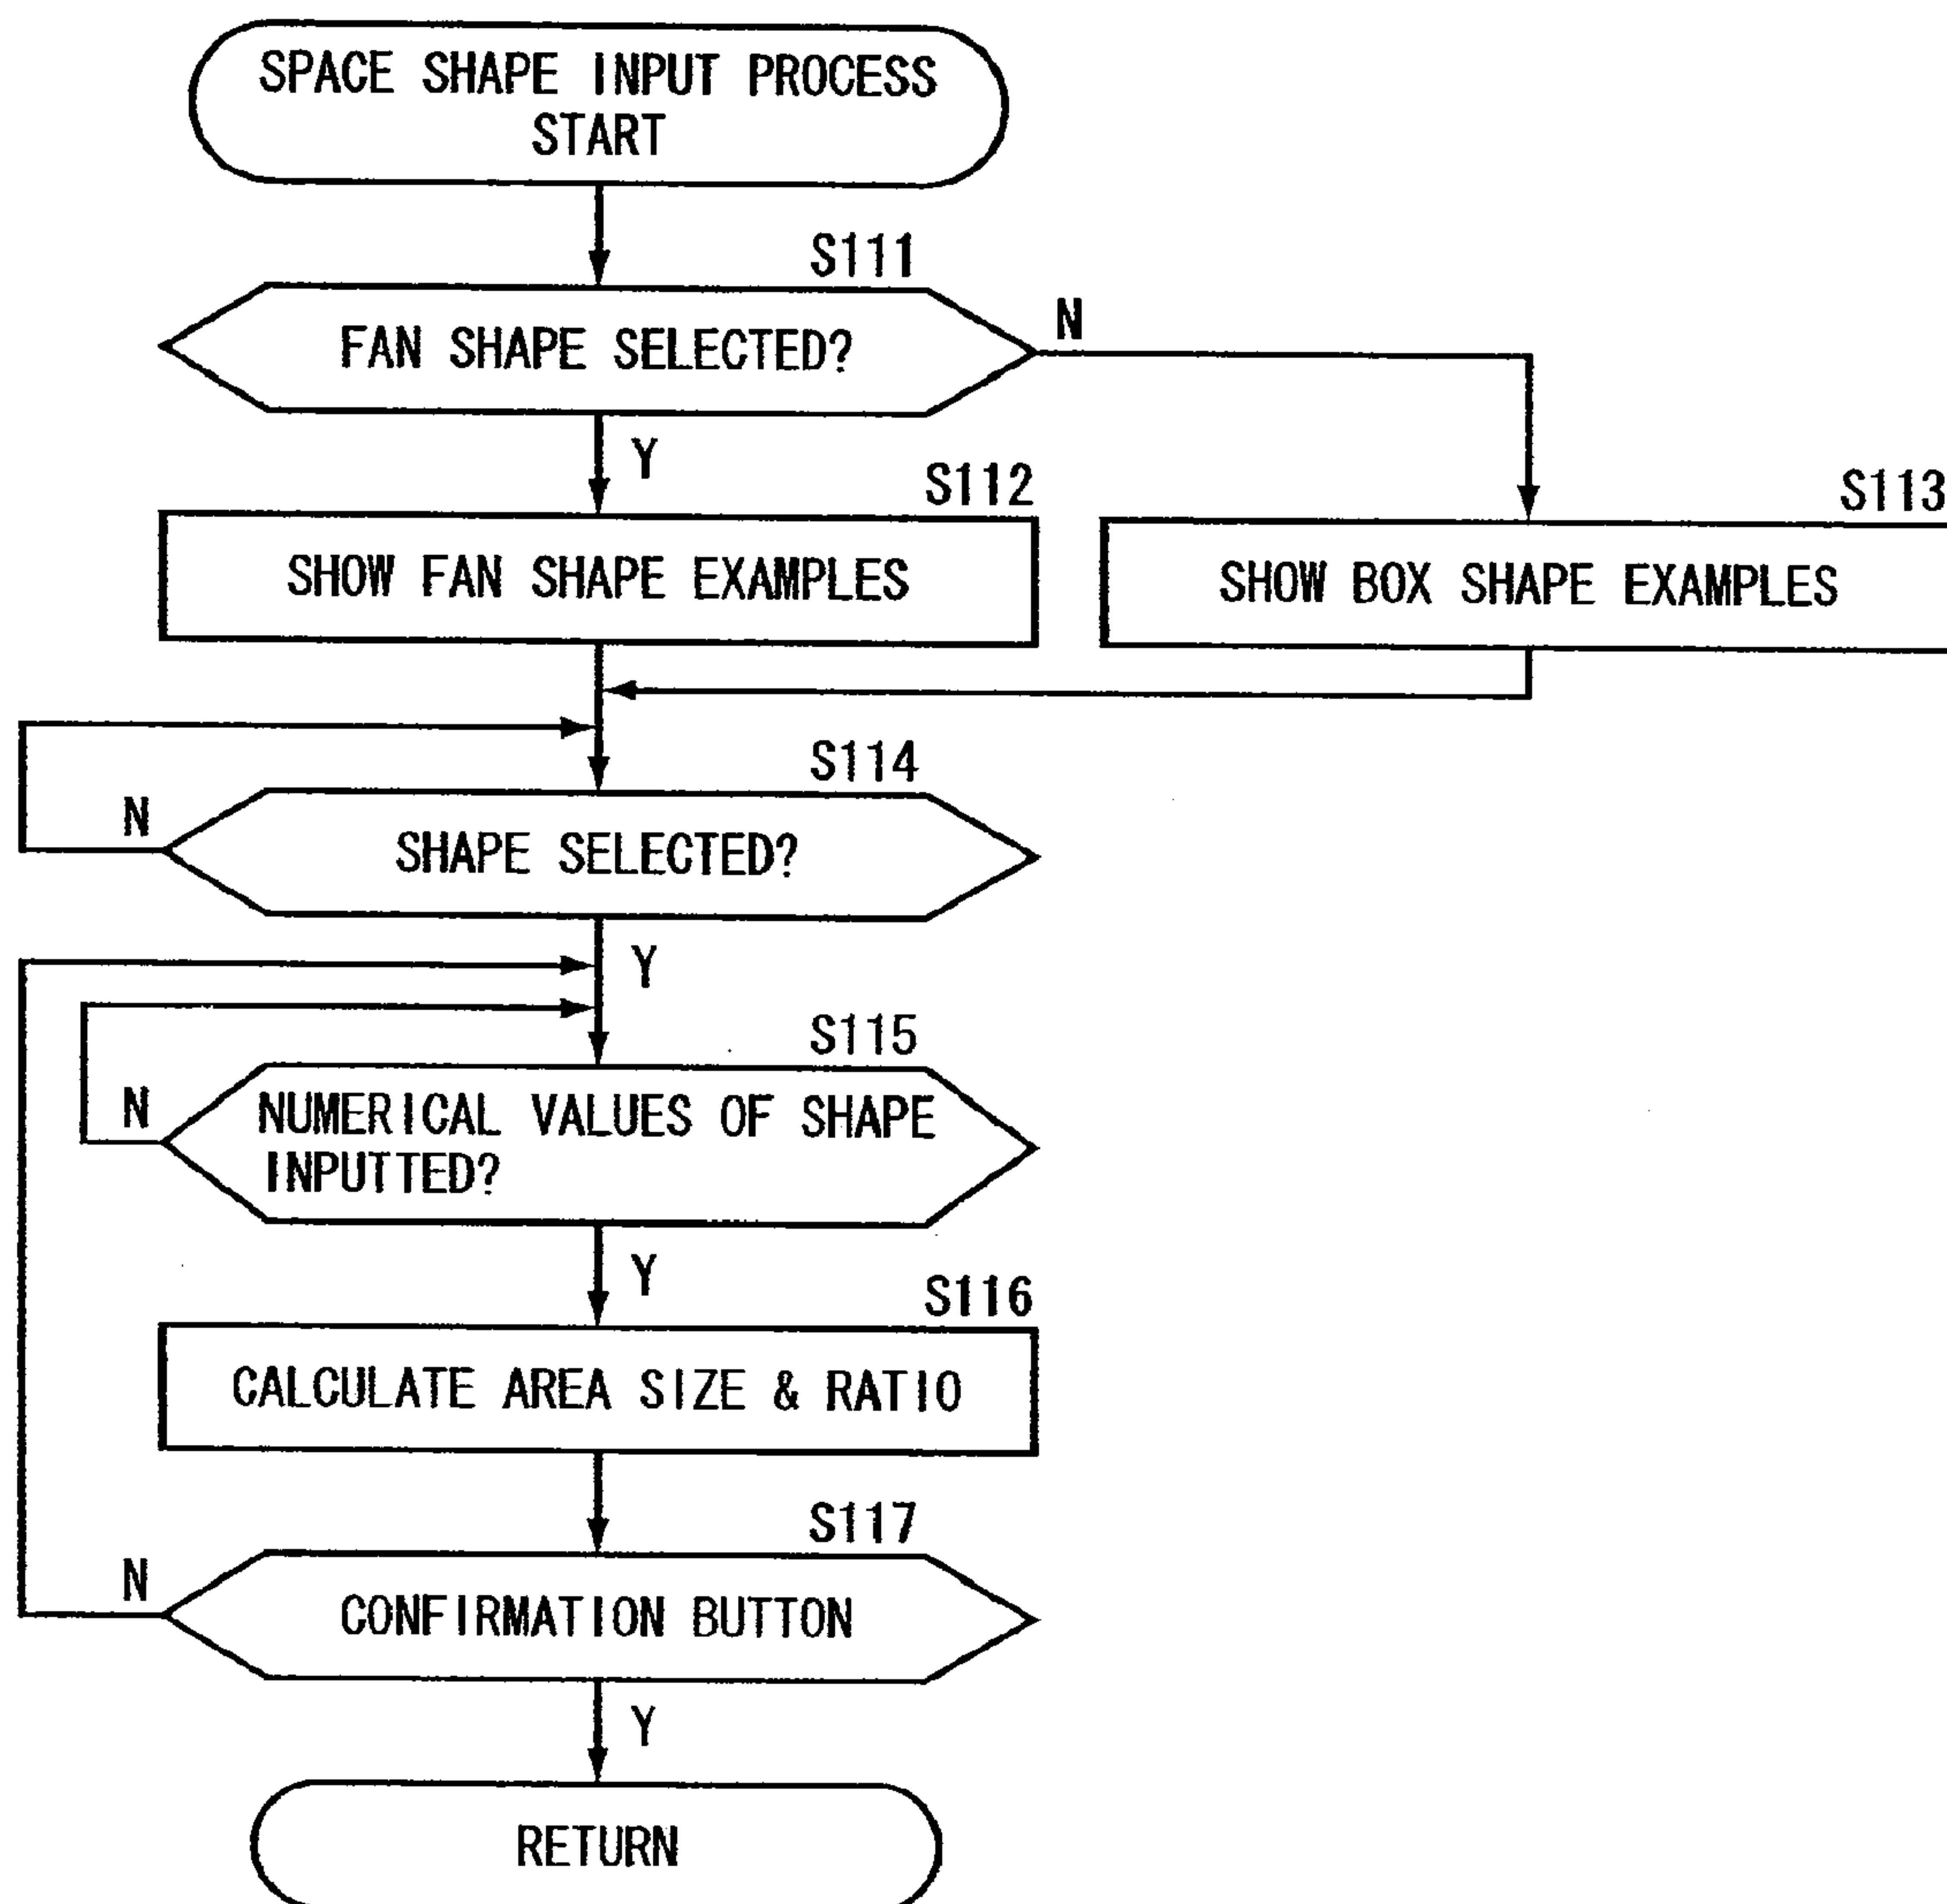 SPACE SHAPE INPUT PROCESS
START
S111
FAN SHAPE SELECTED?
N
Y
S112
SHOW FAN SHAPE EXAMPLES
S113
SHOW BOX SHAPE EXAMPLES
S114
N
SHAPE SELECTED?
Y
S115
N
NUMERICAL VALUES OF SHAPE
INPUTTED?
Y
S116
CALCULATE AREA SIZE & RATIO
S117
N
CONFIRMATION BUTTON
Y
RETURN